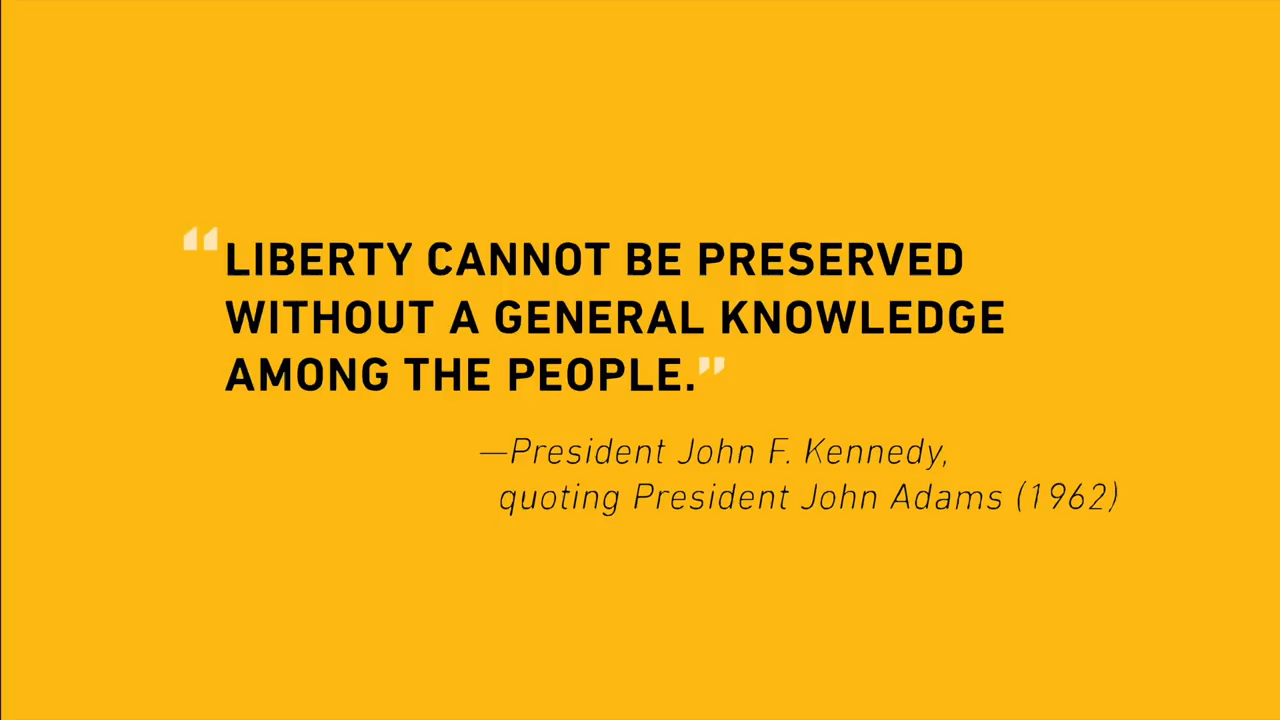 “LIBERTY CANNOT BE PRESERVED
WITHOUT A GENERAL KNOWLEDGE
AMONG THE PEOPLE.”
—President John F. Kennedy,
quoting President John Adams (1962)